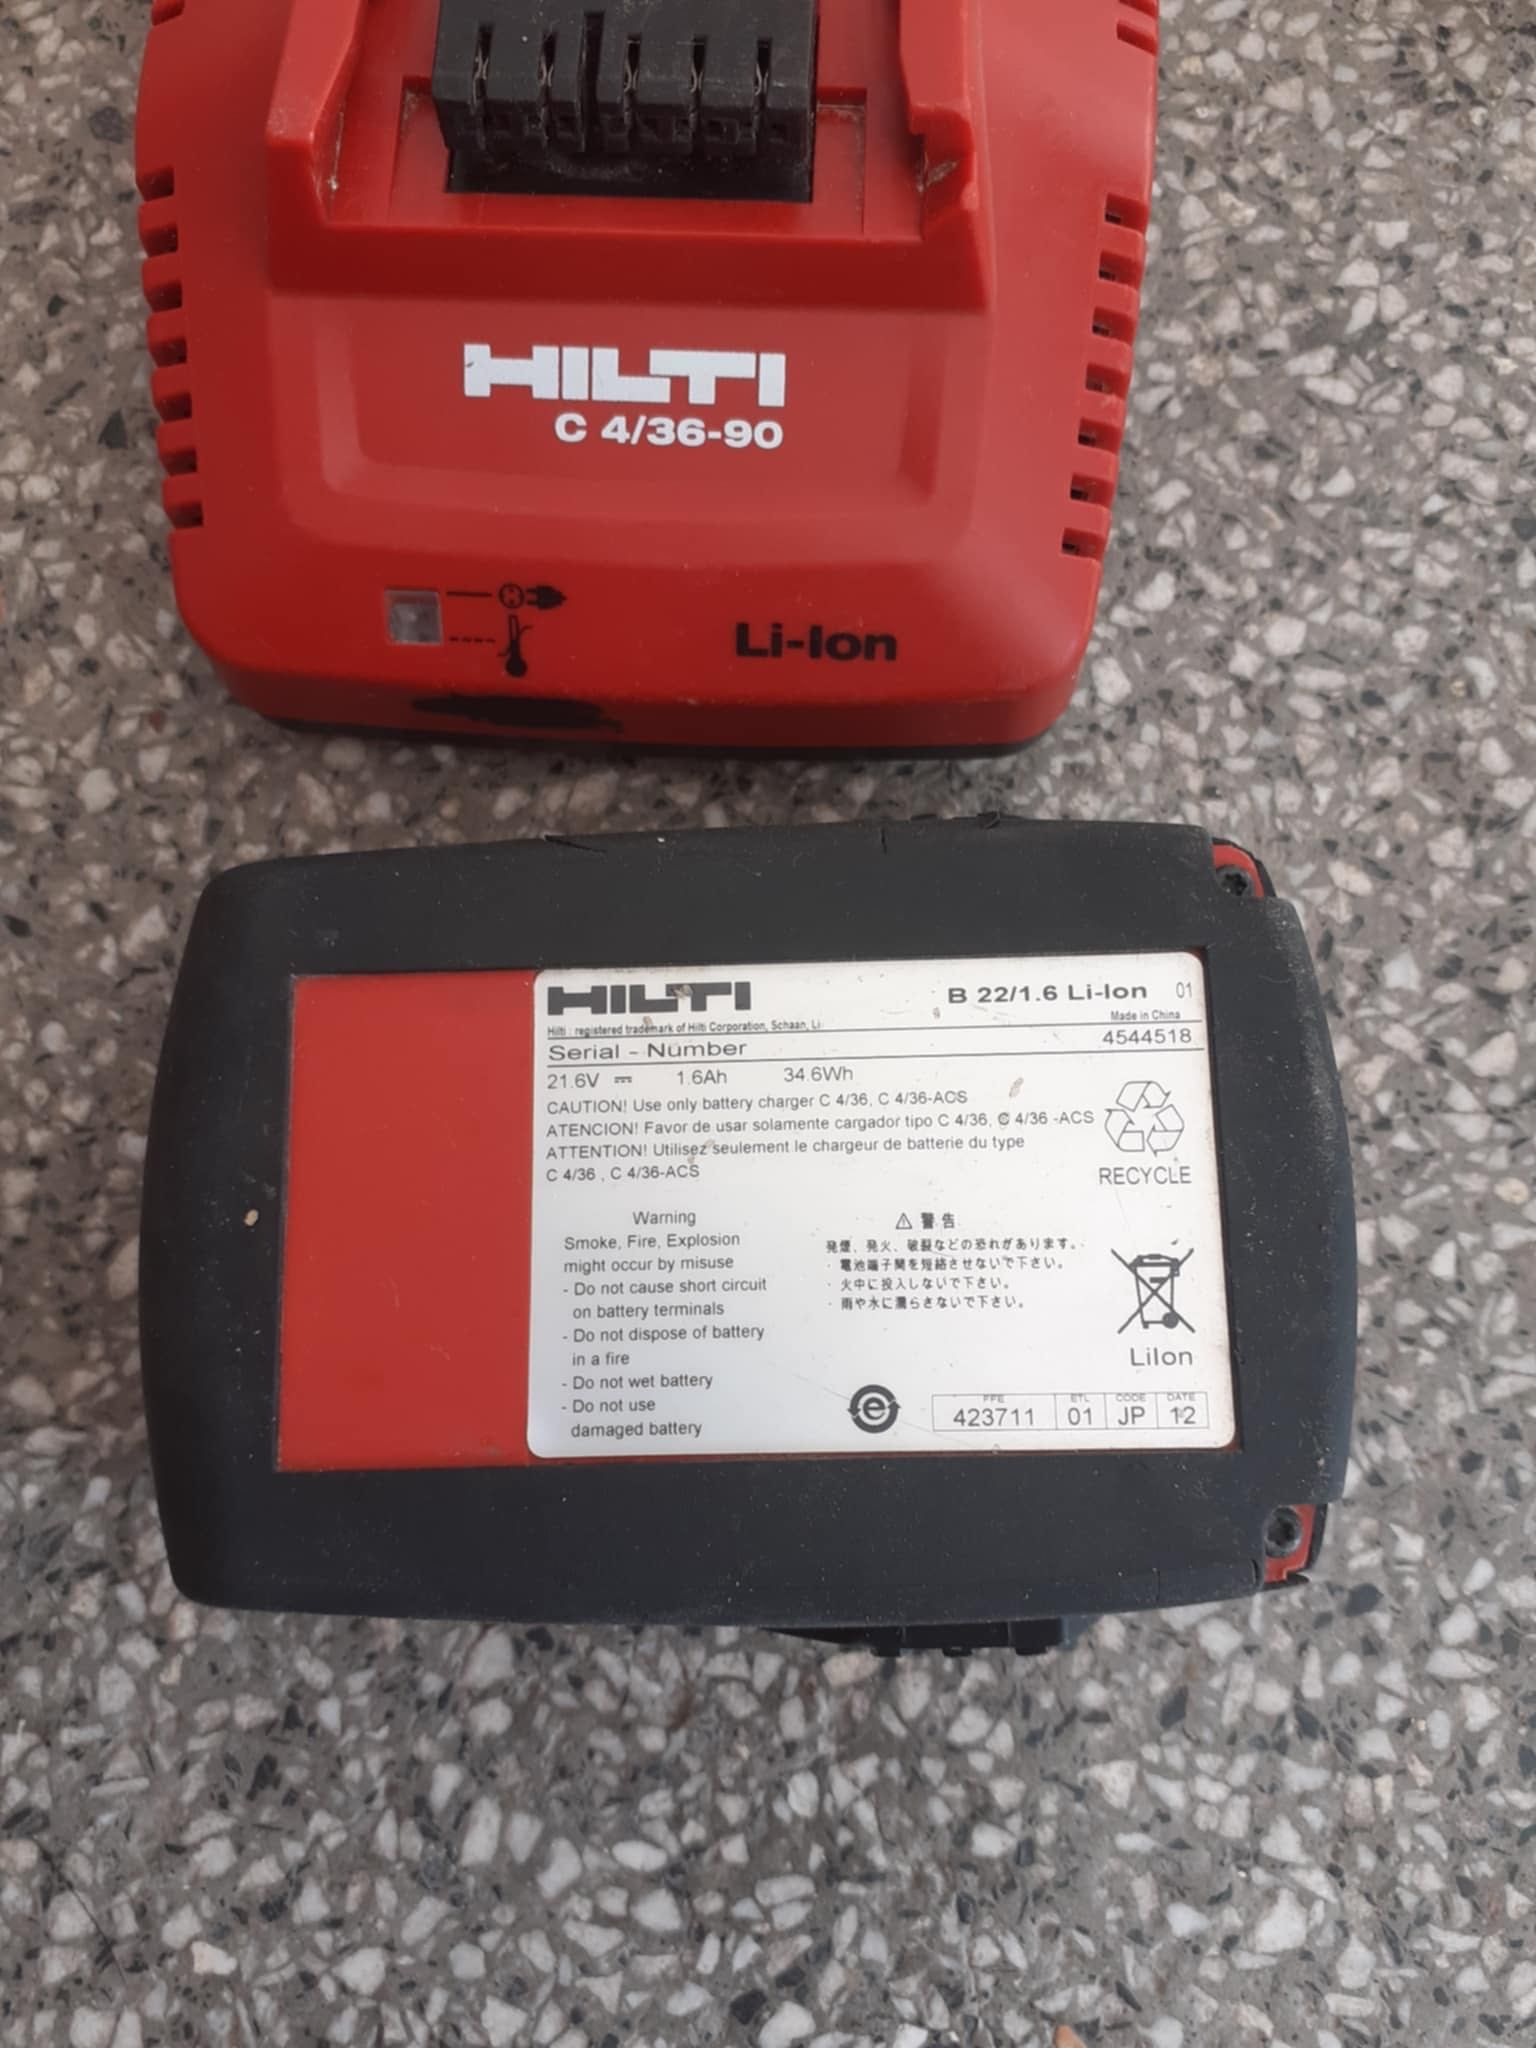 HILTI
C 4/36-90
Li-Ion
HILTI
B 22/1.6 Li-Ion 01
Hilti : registered trademark of Hilti Corporation, Schaan, Li
Made in China
Serial - Number
4544518
21.6V 1.6Ah 34.6Wh
CAUTION! Use only battery charger C 4/36, C 4/36-ACS
ATENCION! Favor de usar solamente cargador tipo C 4/36, C 4/36 -ACS
ATTENTION! Utilisez seulement le chargeur de batterie du type
C 4/36 , C 4/36-ACS
RECYCLE
Warning
Smoke, Fire, Explosion
might occur by misuse
- Do not cause short circuit
on battery terminals
- Do not dispose of battery
in a fire
- Do not wet battery
- Do not use
damaged battery
⚠ 警告
発煙、発火、破裂などの恐れがあります。
・電池端子間を短絡させないで下さい。
・火中に投入しないで下さい。
・雨や水に濡らさないで下さい。
LiIon
e
PPE ETL CODE DATE
423711 01 JP 12